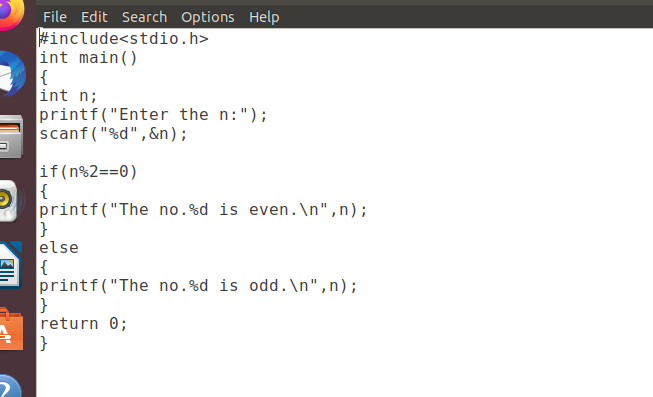 File Edit Search Options Help
#include<stdio.h>
int main()
{
int n;
printf("Enter the n:");
scanf("%d",&n);
if(n%2==0)
{
printf("The no.%d is even.\n",n);
}
else
{
printf("The no.%d is odd.\n",n);
}
return 0;
}